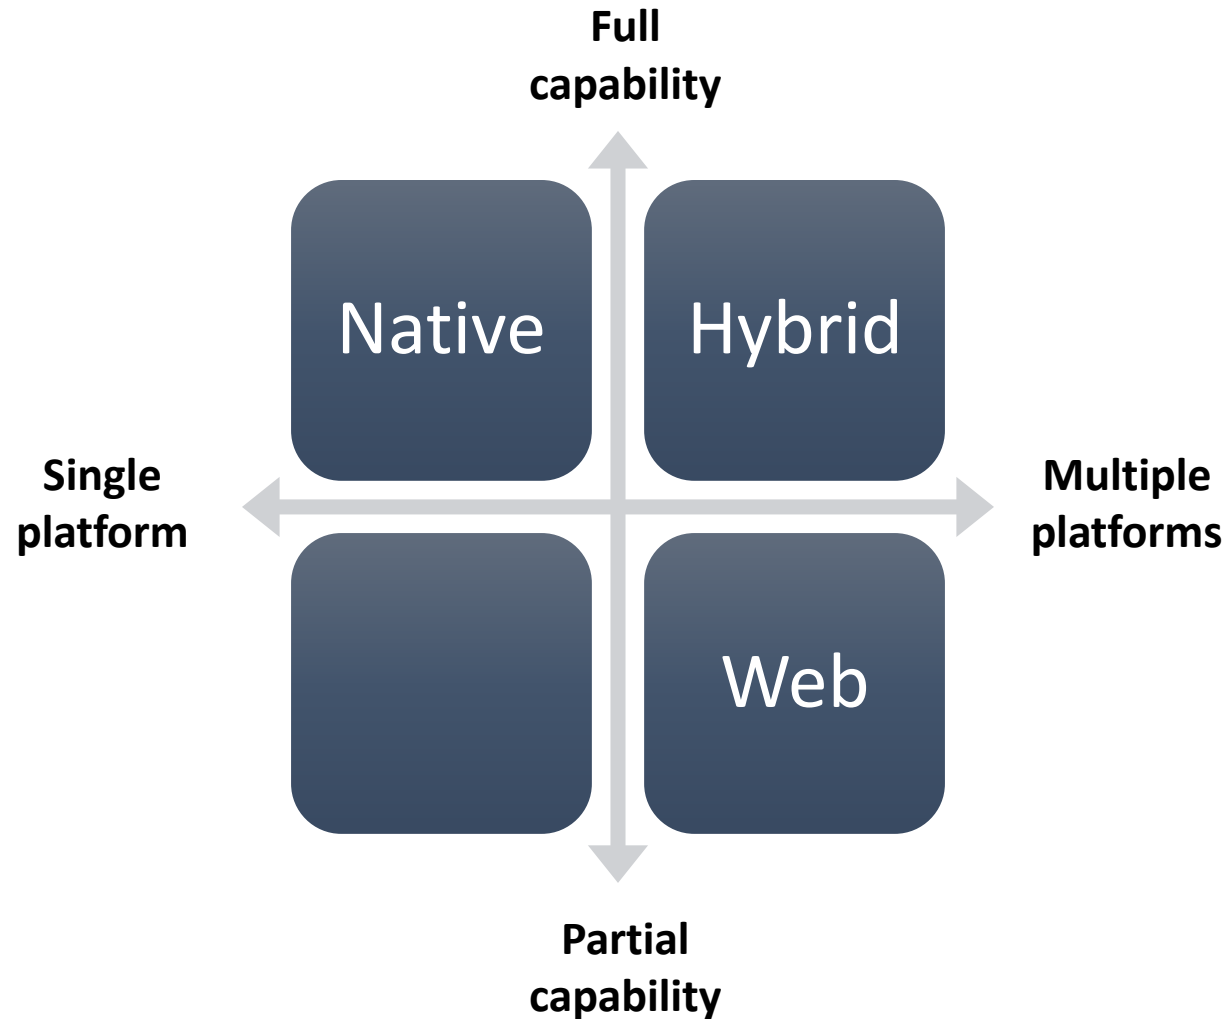 Full
capability
Native
Hybrid
Single
platform
Multiple
platforms
Web
Partial
capability